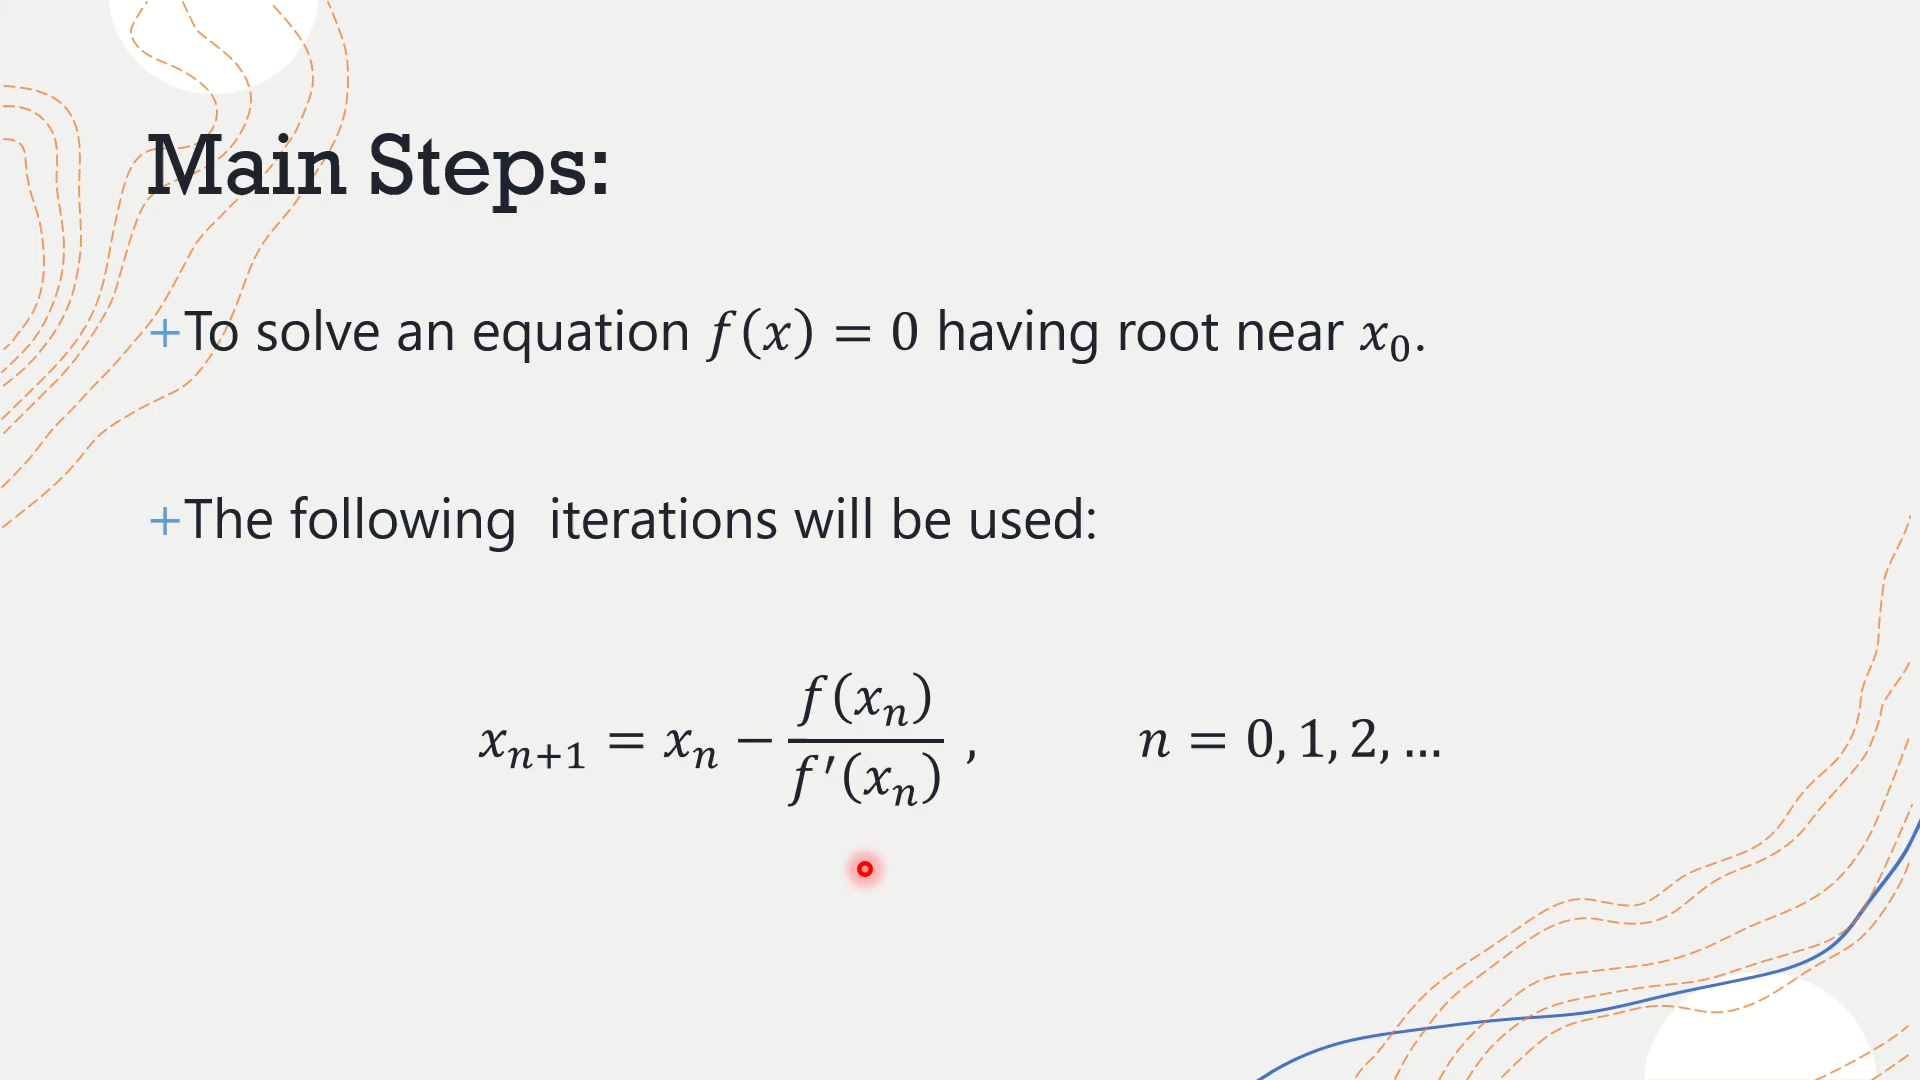 Main Steps:
+To solve an equation f(x) = 0 having root near x₀.
+The following iterations will be used:
xₙ₊₁ = xₙ − f(xₙ)/f′(xₙ) , n = 0, 1, 2, …